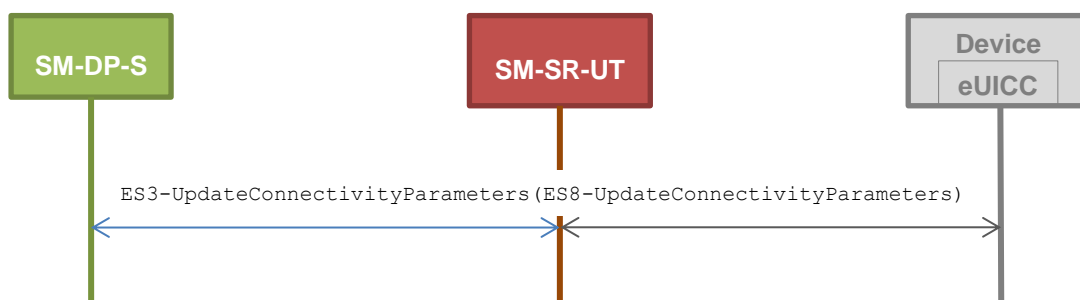 SM-DP-S
SM-SR-UT
Device
eUICC
ES3-UpdateConnectivityParameters(ES8-UpdateConnectivityParameters)